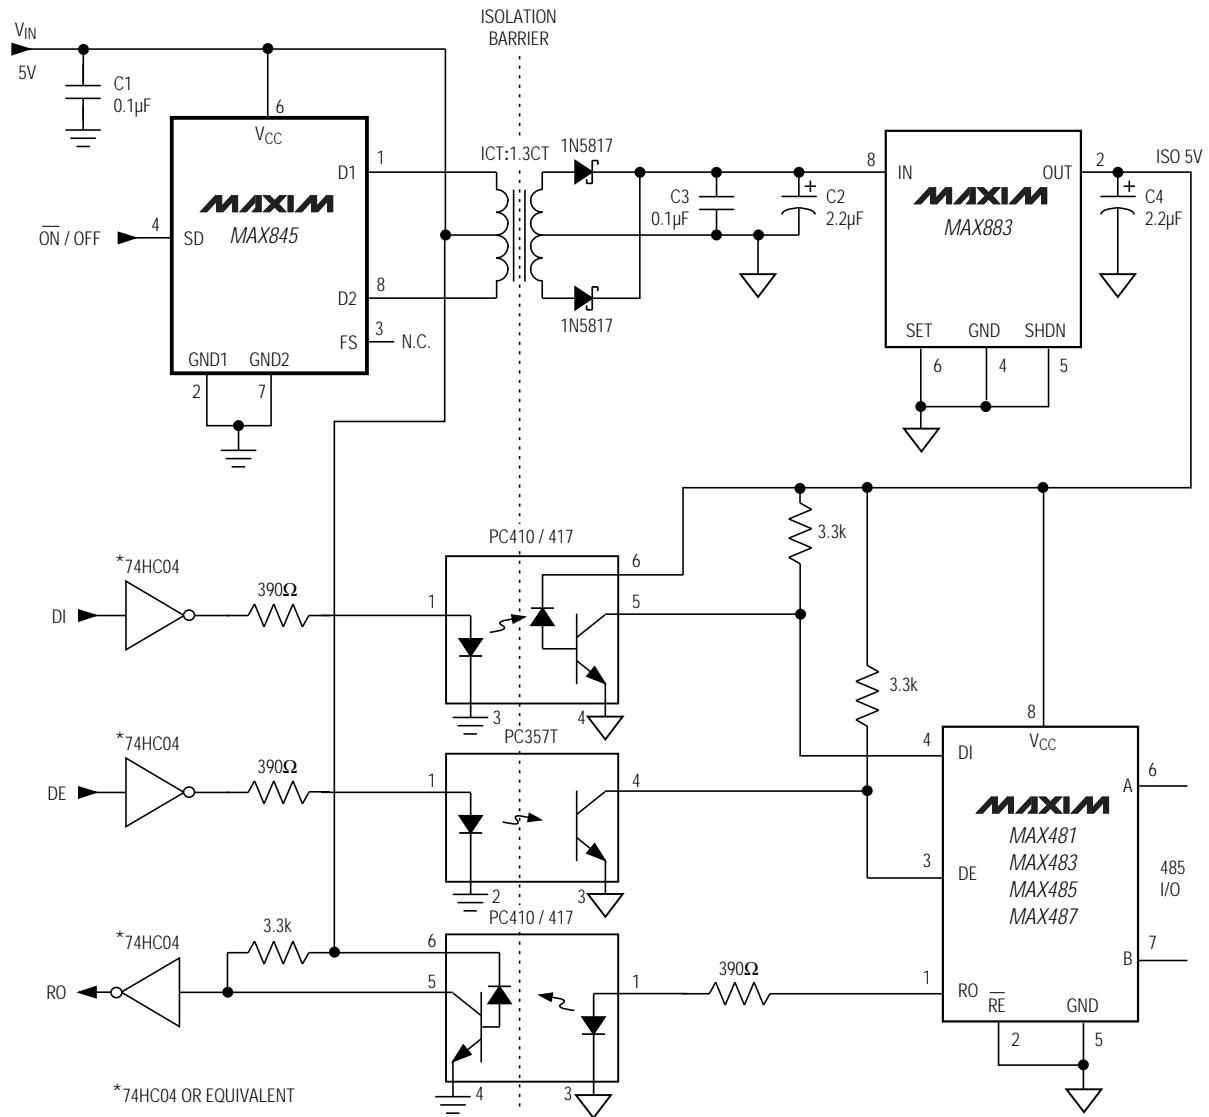 ISOLATION
BARRIER
VIN
5V
C1
0.1µF
6
VCC
MAXIM
MAX845
D1
1
4
ON / OFF
SD
D2
8
FS
3
N.C.
GND1
GND2
2
7
ICT:1.3CT
1N5817
1N5817
C3
0.1µF
+
C2
2.2µF
8
IN
OUT
2
ISO 5V
MAXIM
MAX883
+
C4
2.2µF
SET
GND
SHDN
6
4
5
PC410 / 417
*74HC04
390Ω
DI
1
6
5
3
4
3.3k
3.3k
PC357T
*74HC04
390Ω
DE
1
4
2
3
8
VCC
4
DI
A
6
MAXIM
MAX481
MAX483
MAX485
MAX487
3
DE
485
I/O
B
7
1
RO
RE
GND
2
5
PC410 / 417
*74HC04
3.3k
6
5
RO
1
390Ω
4
3
*74HC04 OR EQUIVALENT